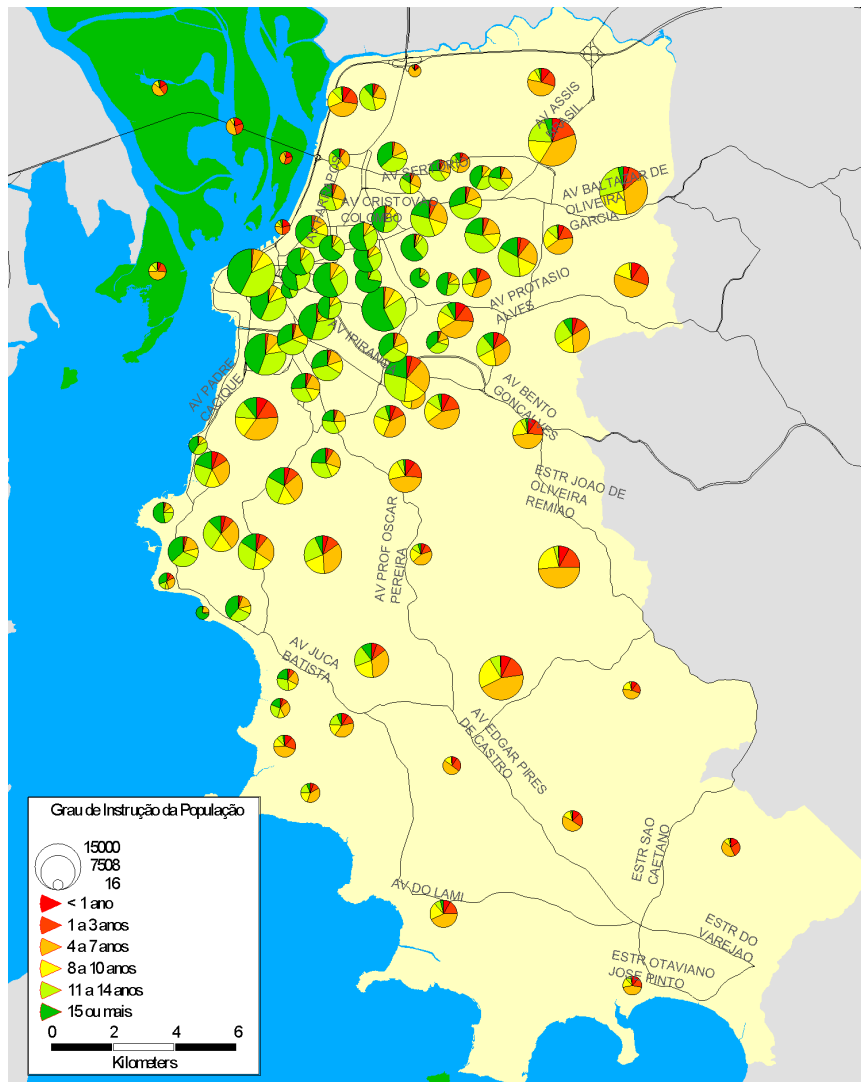 AV ASSIS
BRASIL
AV SERTORIO
AV BALTAZAR DE
OLIVEIRA
GARCIA
AV CRISTOVAO
COLOMBO
AV PROTASIO
ALVES
AV IPIRANGA
AV PADRE
CACIQUE
AV BENTO
GONCALVES
ESTR JOAO DE
OLIVEIRA
REMIAO
AV PROF OSCAR
PEREIRA
AV JUCA
BATISTA
AV EDGAR PIRES
DE CASTRO
ESTR SAO
CAETANO
AV DO LAMI
ESTR DO
VAREJAO
ESTR OTAVIANO
JOSE PINTO
Grau de Instrução da População
15000
7508
16
< 1 ano
1 a 3 anos
4 a 7 anos
8 a 10 anos
11 a 14 anos
15 ou mais
0 2 4 6
Kilometers